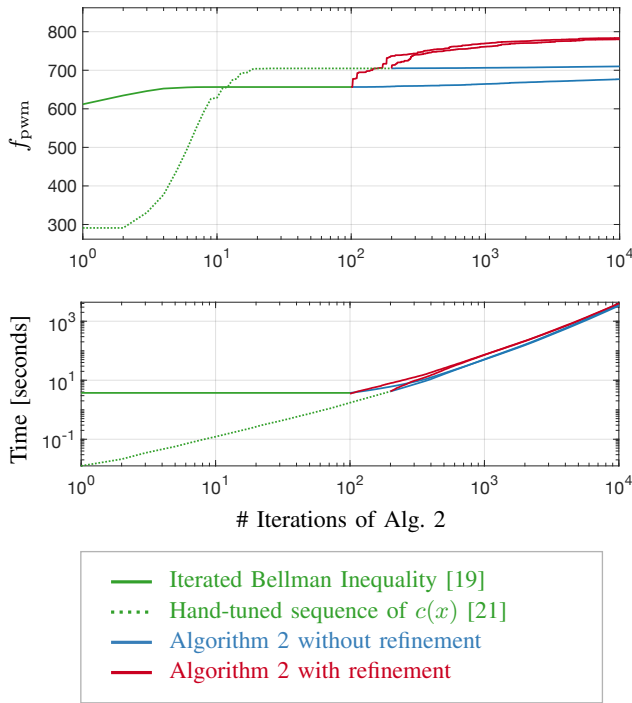 800
700
600
500
400
300
f_pwm
10^0
10^1
10^2
10^3
10^4
10^3
10^1
10^-1
Time [seconds]
10^0
10^1
10^2
10^3
10^4
# Iterations of Alg. 2
Iterated Bellman Inequality [19]
Hand-tuned sequence of c(x) [21]
Algorithm 2 without refinement
Algorithm 2 with refinement